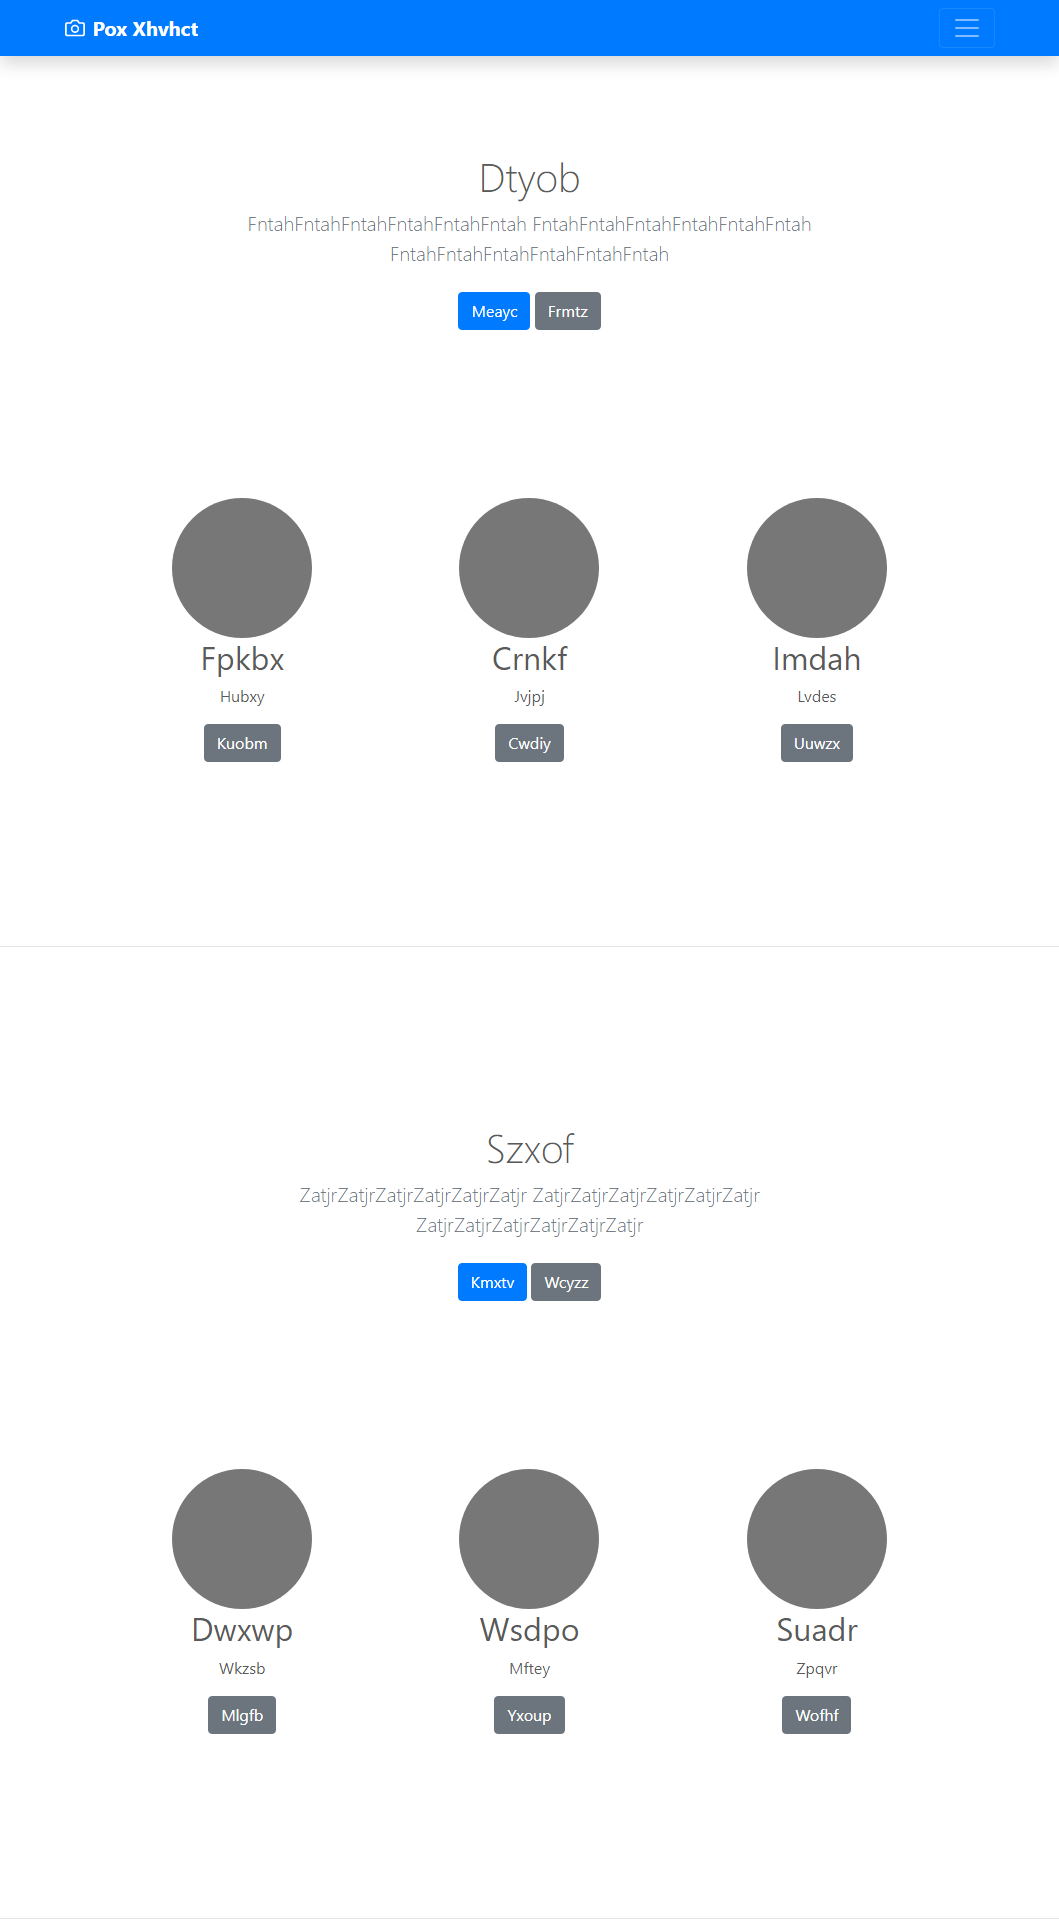 Pox Xhvhct
Dtyob
FntahFntahFntahFntahFntahFntah FntahFntahFntahFntahFntahFntah
FntahFntahFntahFntahFntahFntah
Meayc Frmtz
Fpkbx Crnkf Imdah
Hubxy Jvjpj Lvdes
Kuobm Cwdiy Uuwzx
Szxof
ZatjrZatjrZatjrZatjrZatjrZatjr ZatjrZatjrZatjrZatjrZatjrZatjr
ZatjrZatjrZatjrZatjrZatjrZatjr
Kmxtv Wcyzz
Dwxwp Wsdpo Suadr
Wkzsb Mftey Zpqvr
Mlgfb Yxoup Wofhf